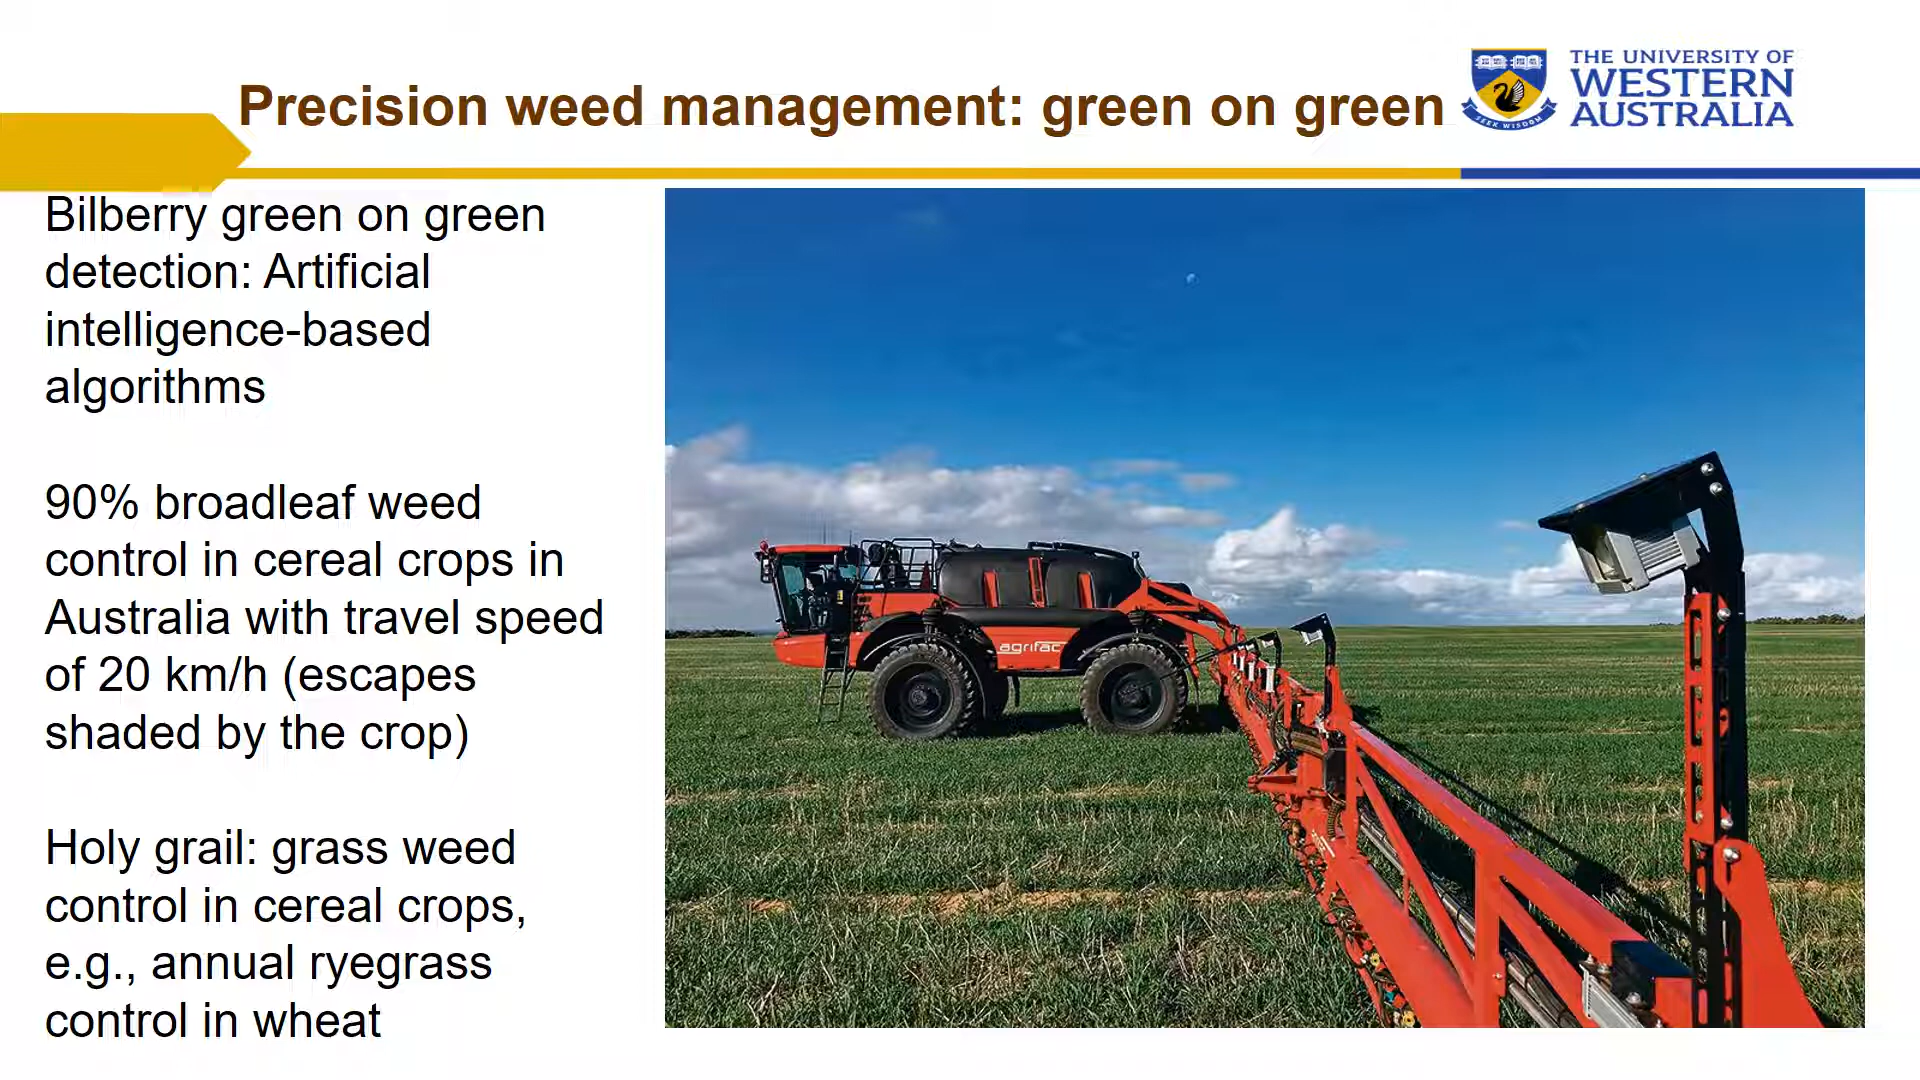 Precision weed management: green on green
THE UNIVERSITY OF
WESTERN
AUSTRALIA
SEEK WISDOM
Bilberry green on green
detection: Artificial
intelligence-based
algorithms
90% broadleaf weed
control in cereal crops in
Australia with travel speed
of 20 km/h (escapes
shaded by the crop)
Holy grail: grass weed
control in cereal crops,
e.g., annual ryegrass
control in wheat
agrifac